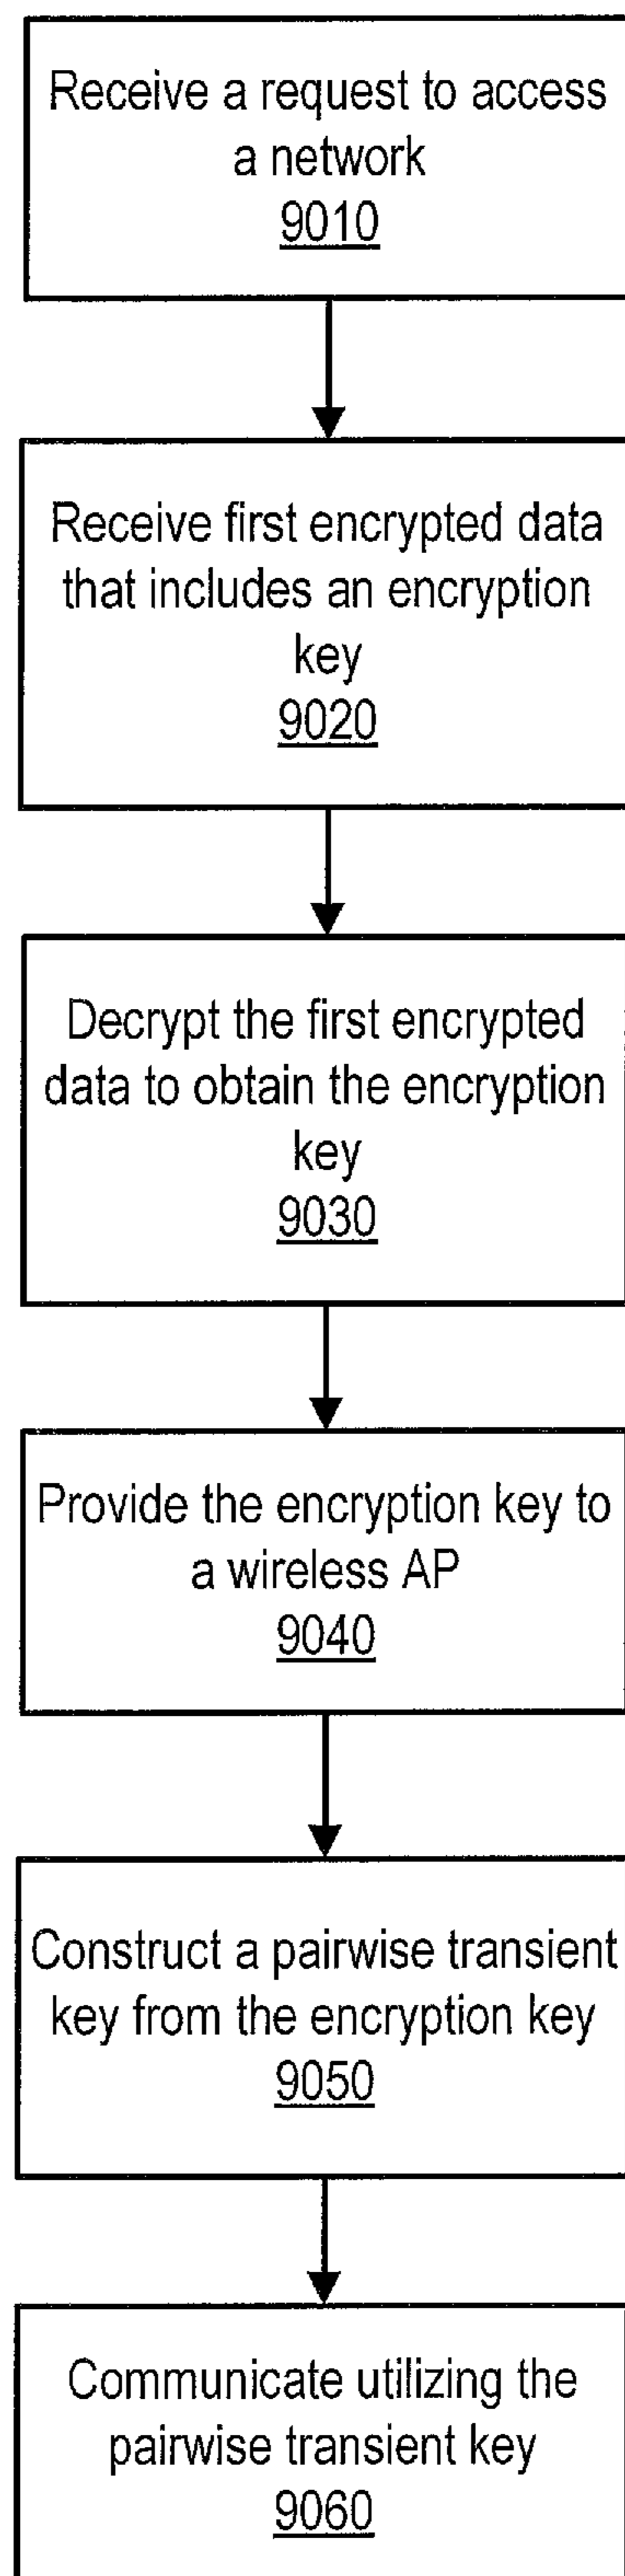 Receive a request to access
a network
9010
Receive first encrypted data
that includes an encryption
key
9020
Decrypt the first encrypted
data to obtain the encryption
key
9030
Provide the encryption key to
a wireless AP
9040
Construct a pairwise transient
key from the encryption key
9050
Communicate utilizing the
pairwise transient key
9060